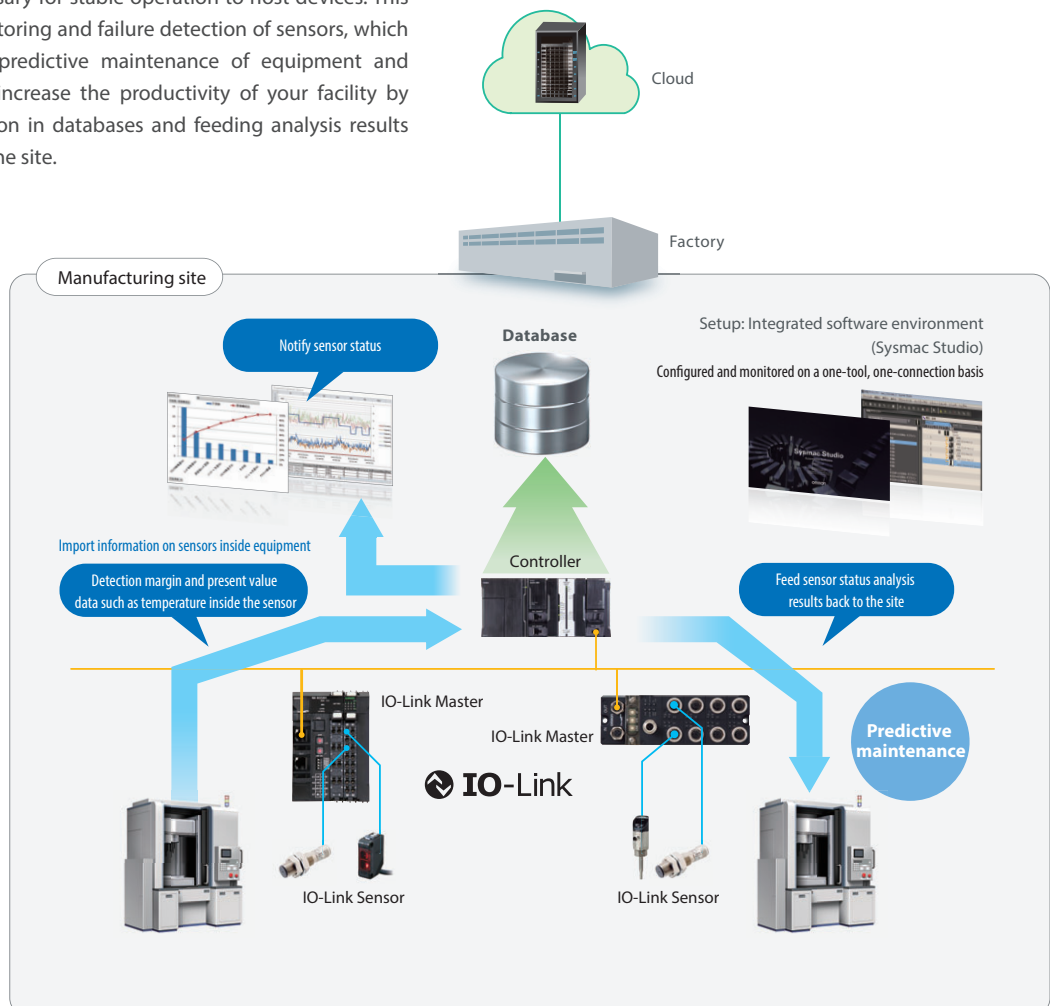 for stable operation to host devices. This
and failure detection of sensors, which
predictive maintenance of equipment and
increase the productivity of your facility by
in databases and feeding analysis results
site.
Cloud
Factory
Manufacturing site
Notify sensor status
Database
Setup: Integrated software environment
(Sysmac Studio)
Configured and monitored on a one-tool, one-connection basis
Sysmac Studio
Import information on sensors inside equipment
Detection margin and present value
data such as temperature inside the sensor
Controller
Feed sensor status analysis
results back to the site
IO-Link Master
IO-Link Master
Predictive
maintenance
IO-Link
IO-Link Sensor
IO-Link Sensor